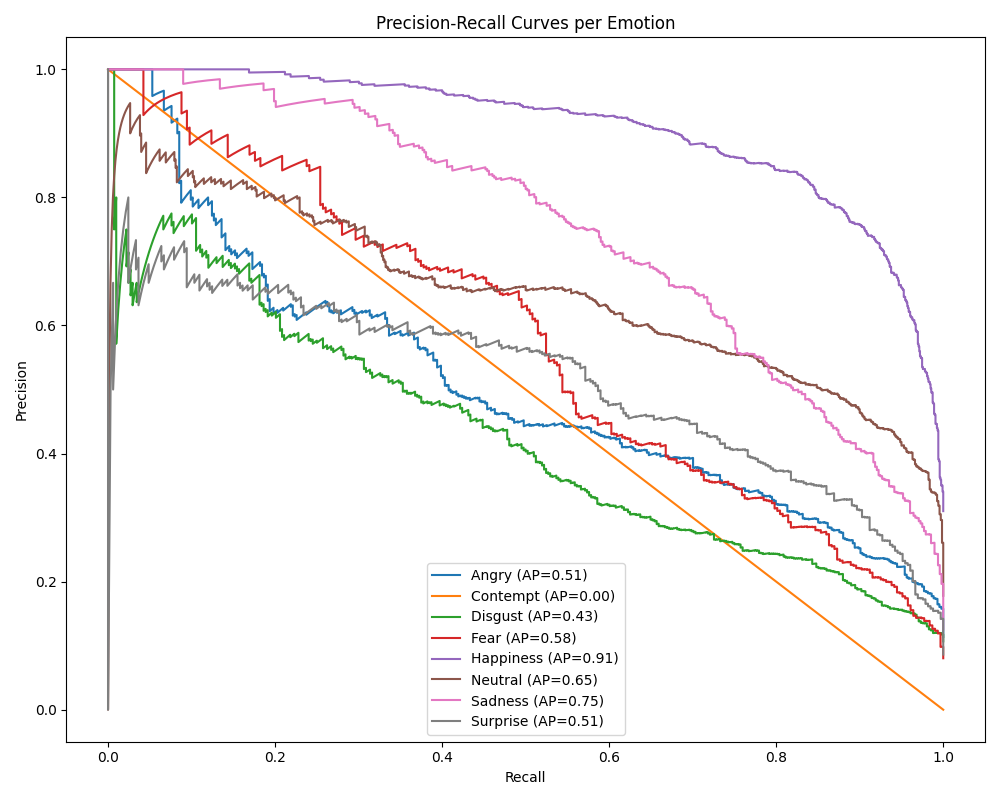 Precision-Recall Curves per Emotion
1.0
0.8
0.6
0.4
0.2
0.0
Precision
Angry (AP=0.51)
Contempt (AP=0.00)
Disgust (AP=0.43)
Fear (AP=0.58)
Happiness (AP=0.91)
Neutral (AP=0.65)
Sadness (AP=0.75)
Surprise (AP=0.51)
0.0 0.2 0.4 0.6 0.8 1.0
Recall